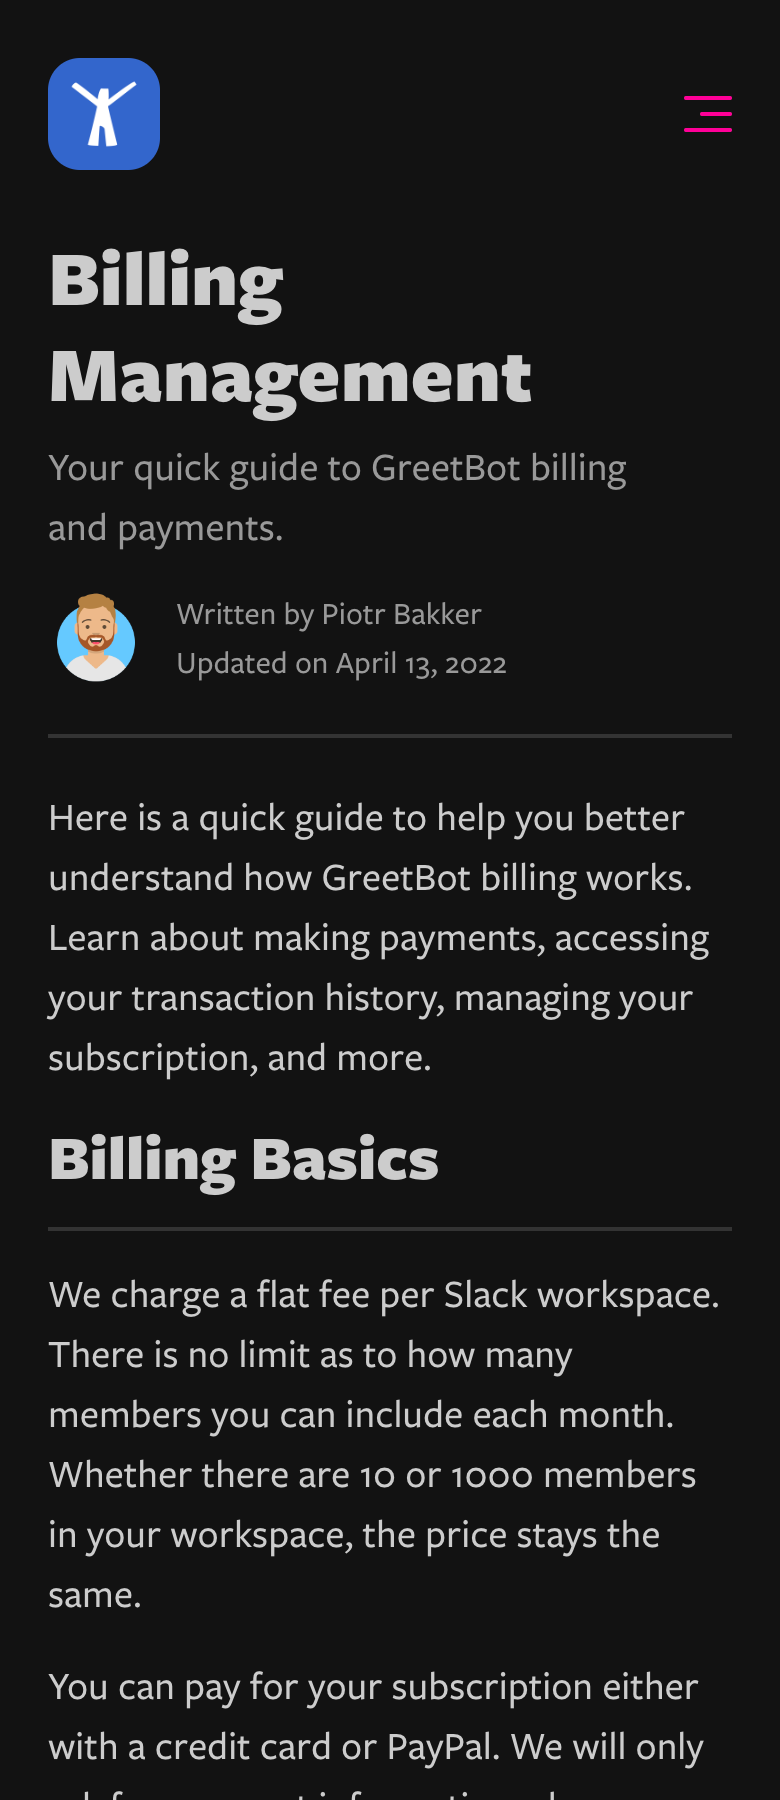 Billing
Management
Your quick guide to GreetBot billing
and payments.
Written by Piotr Bakker
Updated on April 13, 2022
Here is a quick guide to help you better
understand how GreetBot billing works.
Learn about making payments, accessing
your transaction history, managing your
subscription, and more.
Billing Basics
We charge a flat fee per Slack workspace.
There is no limit as to how many
members you can include each month.
Whether there are 10 or 1000 members
in your workspace, the price stays the
same.
You can pay for your subscription either
with a credit card or PayPal. We will only